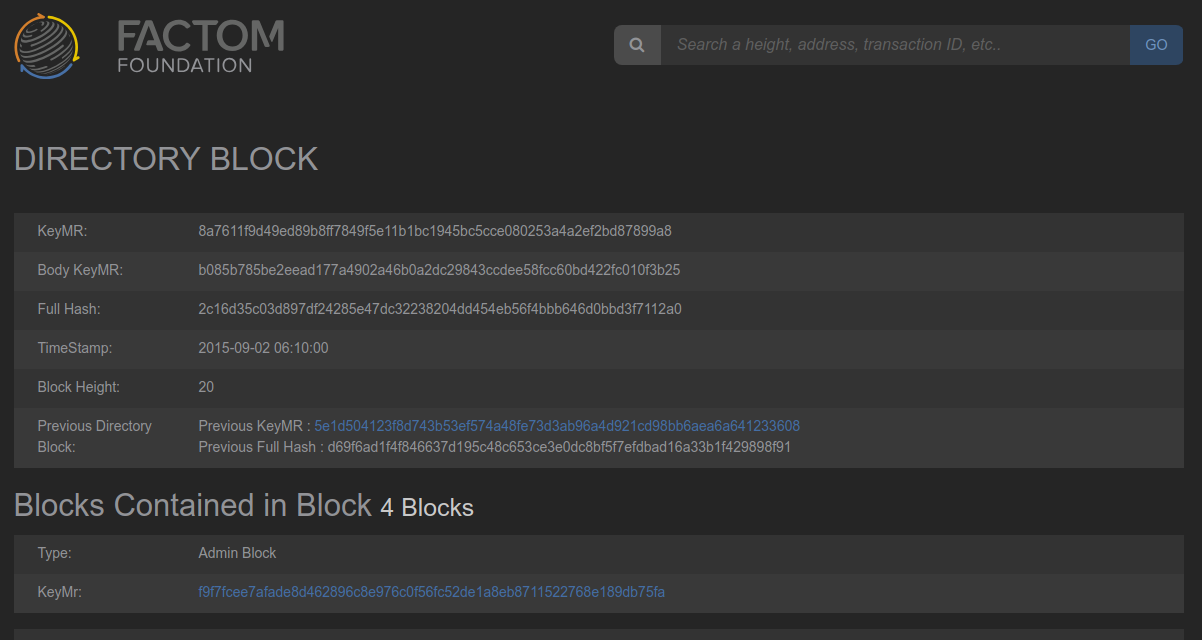 FACTOM
FOUNDATION
Search a height, address, transaction ID, etc..
GO
DIRECTORY BLOCK
KeyMR: 8a7611f9d49ed89b8ff7849f5e11b1bc1945bc5cce080253a4a2ef2bd87899a8
Body KeyMR: b085b785be2eead177a4902a46b0a2dc29843ccdee58fcc60bd422fc010f3b25
Full Hash: 2c16d35c03d897df24285e47dc32238204dd454eb56f4bbb646d0bbd3f7112a0
TimeStamp: 2015-09-02 06:10:00
Block Height: 20
Previous Directory Block: Previous KeyMR : 5e1d504123f8d743b53ef574a48fe73d3ab96a4d921cd98bb6aea6a641233608
Previous Full Hash : d69f6ad1f4f846637d195c48c653ce3e0dc8bf5f7efdbad16a33b1f429898f91
Blocks Contained in Block 4 Blocks
Type: Admin Block
KeyMr: f9f7fcee7afade8d462896c8e976c0f56fc52de1a8eb8711522768e189db75fa